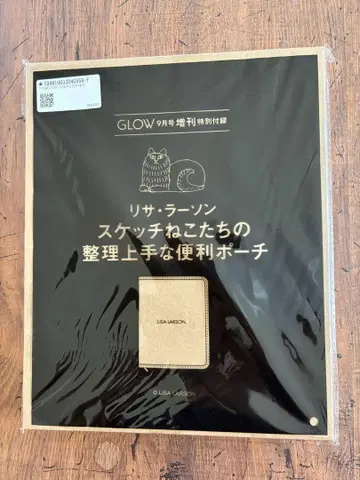 GLOW 9月号 増刊 特別付録
リサ・ラーソン
スケッチねこたちの
整理上手な便利ポーチ
LISA LARSON
© LISA LARSON